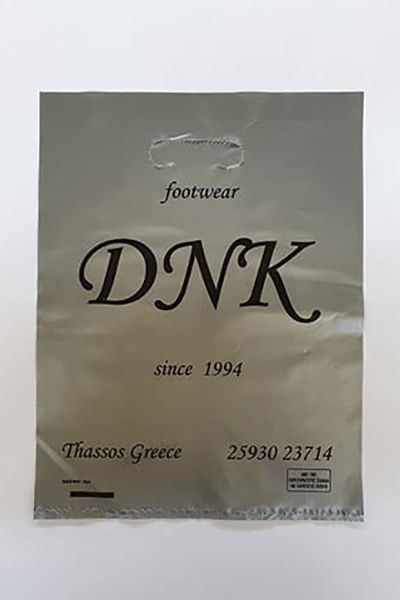 footwear
DNK
since 1994
Thassos Greece 25930 23714